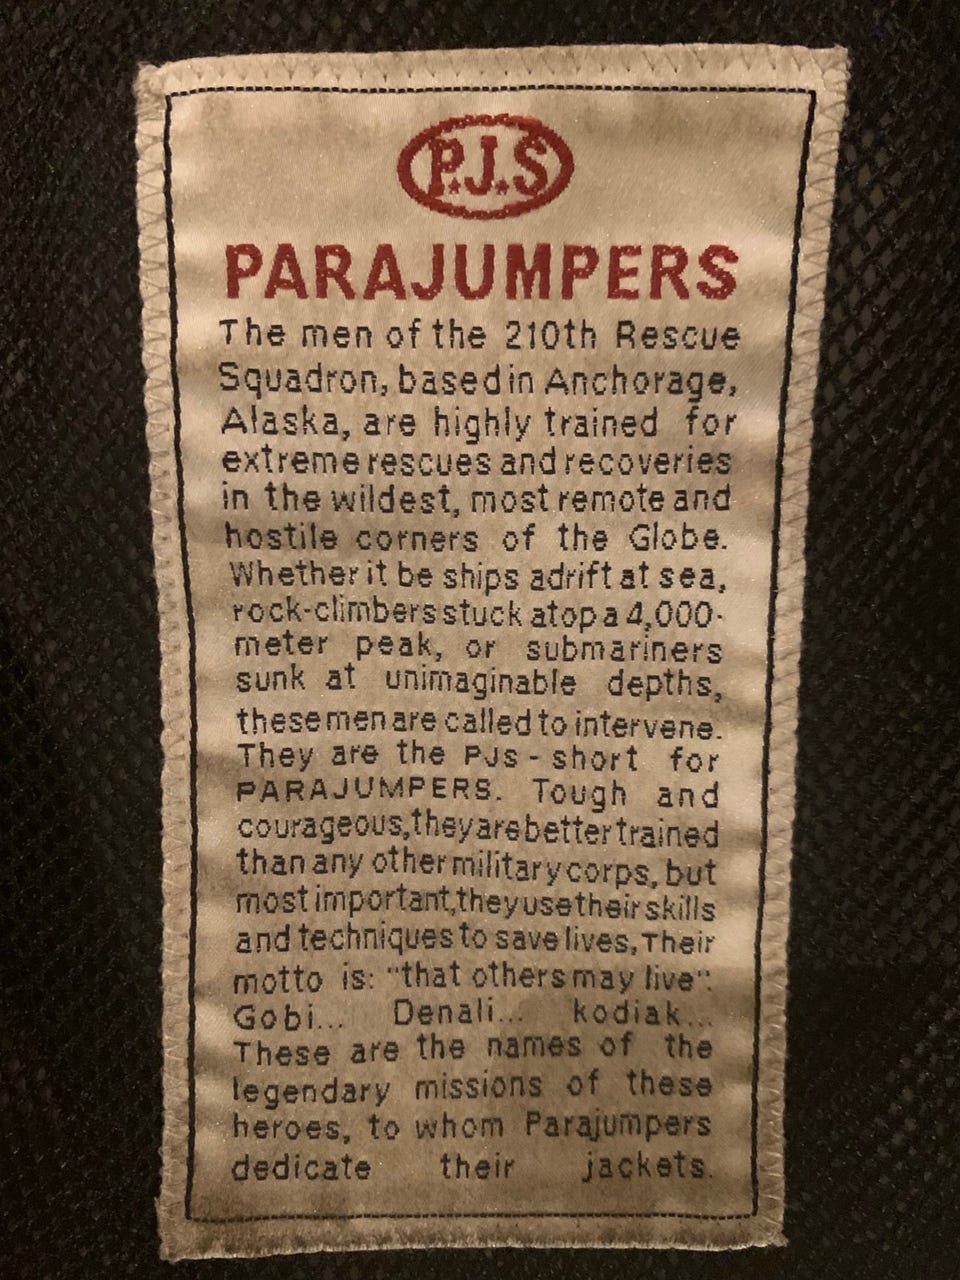 P.J.S
PARAJUMPERS
The men of the 210th Rescue
Squadron, based in Anchorage,
Alaska, are highly trained for
extreme rescues and recoveries
in the wildest, most remote and
hostile corners of the Globe.
Whether it be ships adrift at sea,
rock-climbers stuck atop a 4,000-
meter peak, or submariners
sunk at unimaginable depths,
these men are called to intervene.
They are the PJs - short for
PARAJUMPERS. Tough and
courageous, they are better trained
than any other military corps, but
most important, they use their skills
and techniques to save lives, Their
motto is: "that others may live".
Gobi... Denali... kodiak...
These are the names of the
legendary missions of these
heroes, to whom Parajumpers
dedicate their jackets.